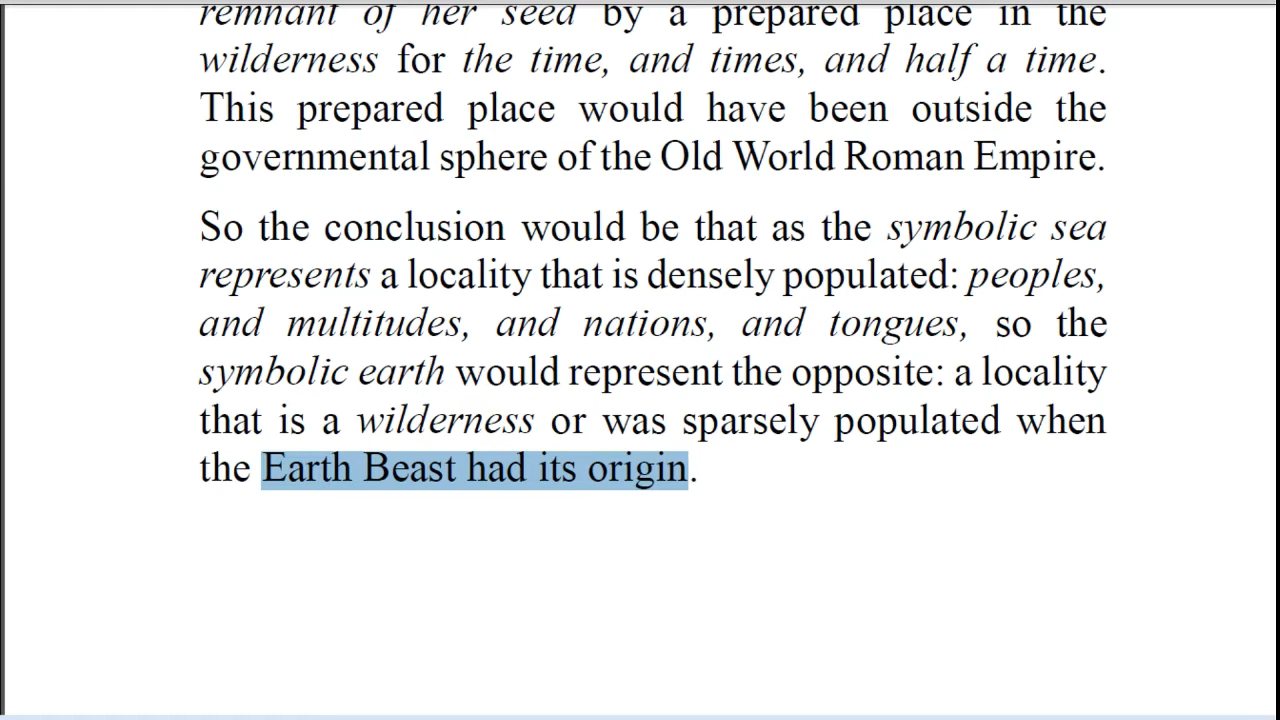 remnant of her seed by a prepared place in the
wilderness for the time, and times, and half a time.
This prepared place would have been outside the
governmental sphere of the Old World Roman Empire.
So the conclusion would be that as the symbolic sea
represents a locality that is densely populated: peoples,
and multitudes, and nations, and tongues, so the
symbolic earth would represent the opposite: a locality
that is a wilderness or was sparsely populated when
the Earth Beast had its origin.